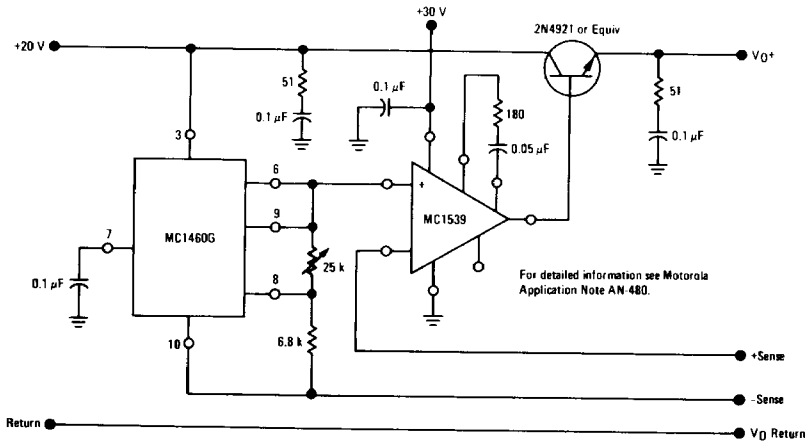 +30 V
2N4921 or Equiv
+20 V
VO+
51
0.1 µF
0.1 µF
180
0.05 µF
51
0.1 µF
3
6
+
7
MC1460G
9
MC1539
-
25 k
0.1 µF
8
For detailed information see Motorola
Application Note AN-480.
10
6.8 k
+Sense
-Sense
Return
VO Return